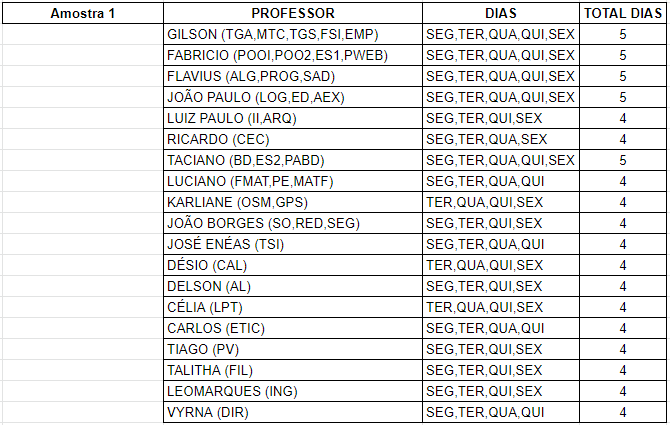 Amostra 1 PROFESSOR DIAS TOTAL DIAS
GILSON (TGA,MTC,TGS,FSI,EMP) SEG,TER,QUA,QUI,SEX 5
FABRICIO (POOI,POO2,ES1,PWEB) SEG,TER,QUA,QUI,SEX 5
FLAVIUS (ALG,PROG,SAD) SEG,TER,QUA,QUI,SEX 5
JOÃO PAULO (LOG,ED,AEX) SEG,TER,QUA,QUI,SEX 5
LUIZ PAULO (II,ARQ) SEG,TER,QUI,SEX 4
RICARDO (CEC) SEG,TER,QUA,SEX 4
TACIANO (BD,ES2,PABD) SEG,TER,QUA,QUI,SEX 5
LUCIANO (FMAT,PE,MATF) SEG,TER,QUA,QUI 4
KARLIANE (OSM,GPS) TER,QUA,QUI,SEX 4
JOÃO BORGES (SO,RED,SEG) SEG,TER,QUI,SEX 4
JOSÉ ENÉAS (TSI) SEG,TER,QUA,QUI 4
DÉSIO (CAL) TER,QUA,QUI,SEX 4
DELSON (AL) SEG,TER,QUI,SEX 4
CÉLIA (LPT) TER,QUA,QUI,SEX 4
CARLOS (ETIC) SEG,TER,QUA,QUI 4
TIAGO (PV) SEG,TER,QUI,SEX 4
TALITHA (FIL) SEG,TER,QUI,SEX 4
LEOMARQUES (ING) SEG,TER,QUI,SEX 4
VYRNA (DIR) SEG,TER,QUA,QUI 4